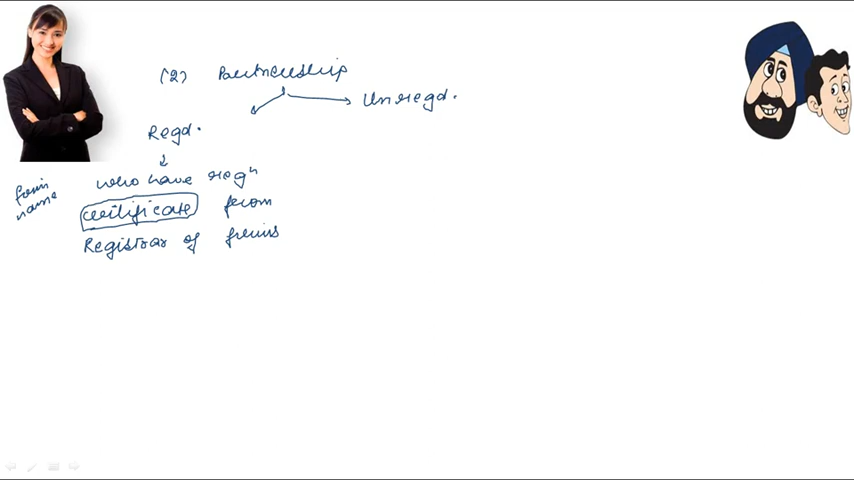 (2) Partnership
Unregd.
Regd.
who have regn
firm
name
certificate from
Registrar of firms